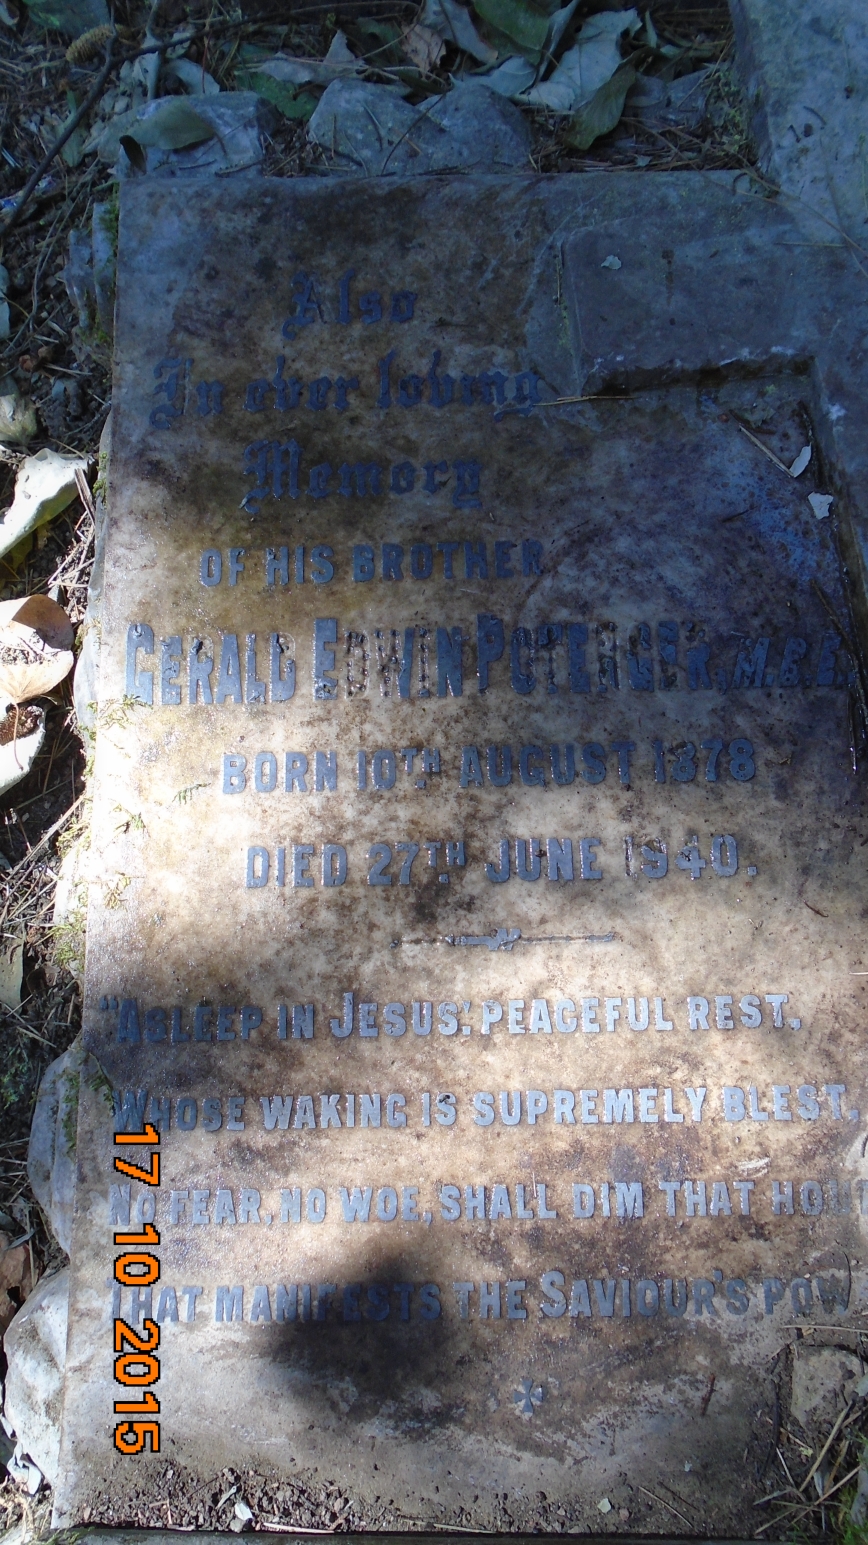 Also
In ever loving
Memory
OF HIS BROTHER
GERALD EDWIN POTENGER, M.B.E.
BORN 10TH AUGUST 1878
DIED 27TH JUNE 1940.
"ASLEEP IN JESUS". PEACEFUL REST,
WHOSE WAKING IS SUPREMELY BLEST,
NO FEAR, NO WOE, SHALL DIM THAT HO
THAT MANIFESTS THE SAVIOUR'S POW
17 10 2015